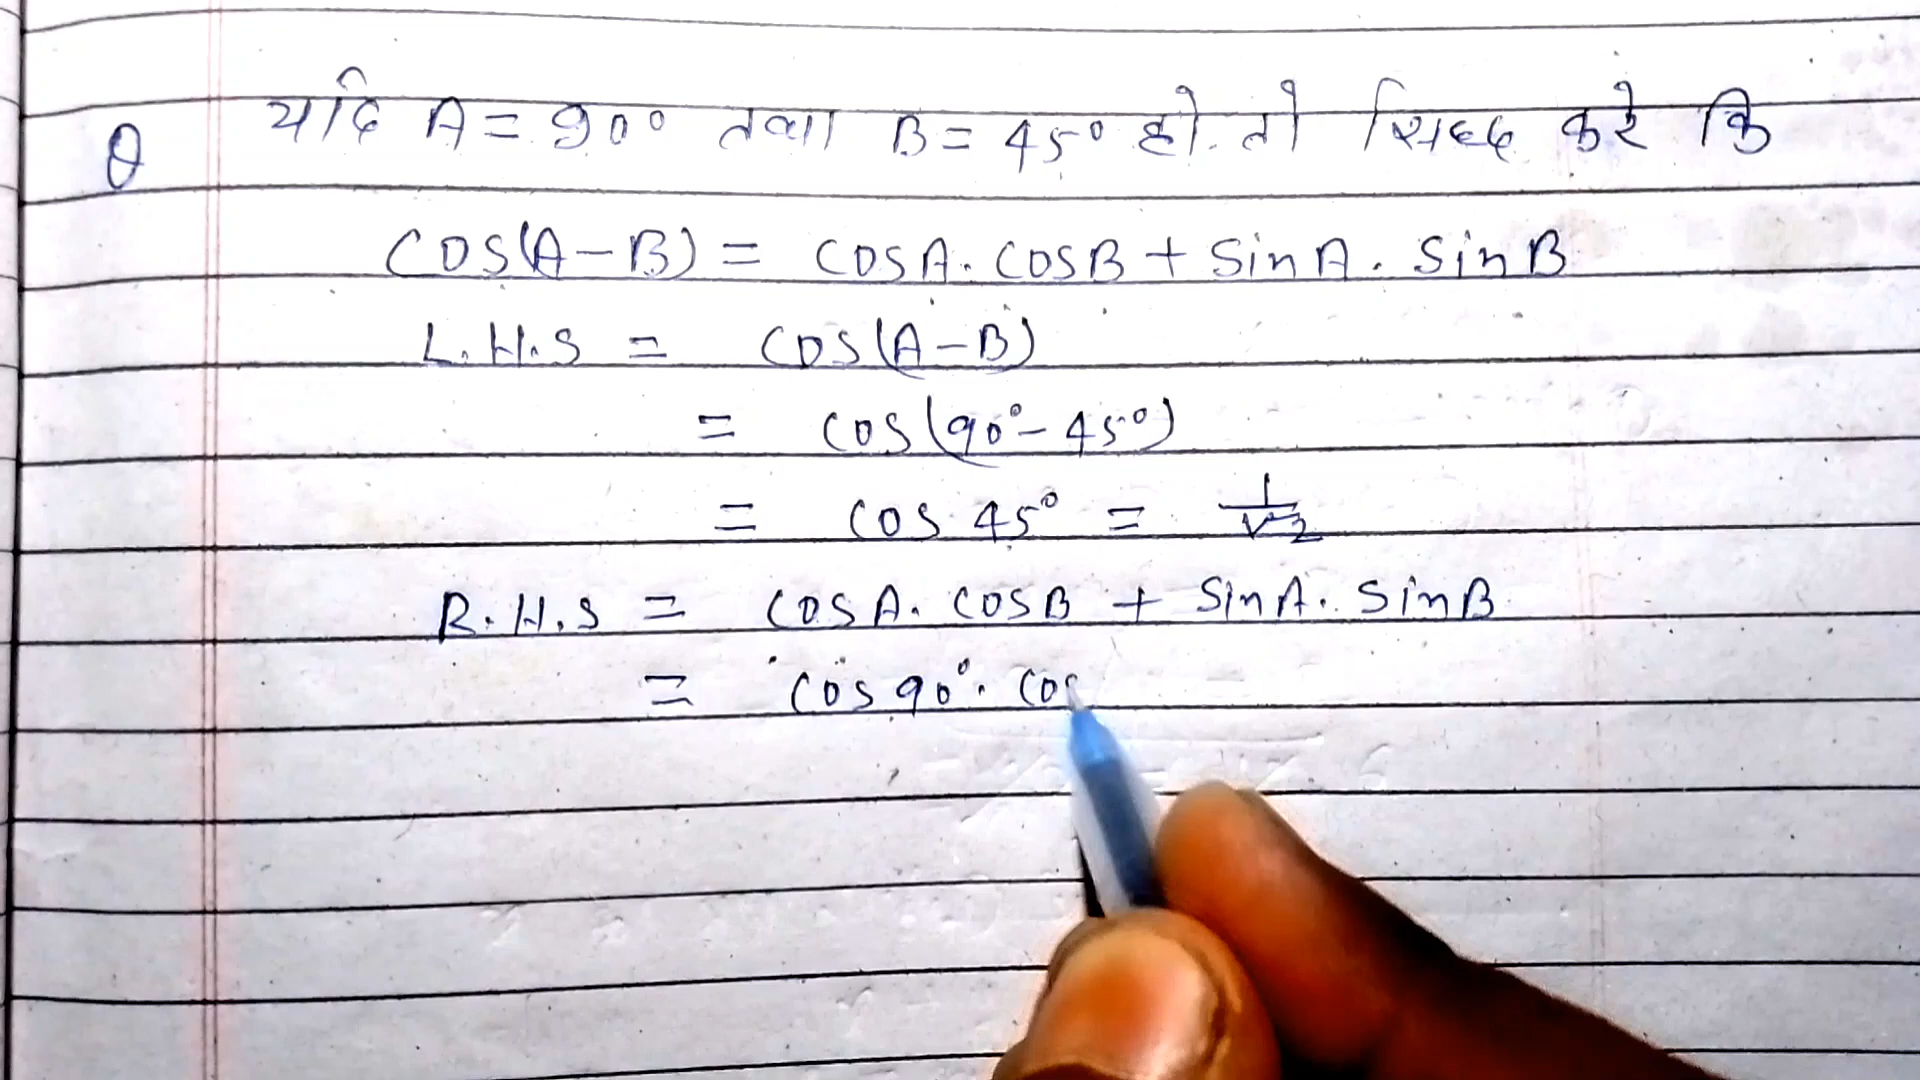 Q यदि A = 90° तथा B = 45° हो तो सिद्ध करे कि
COS(A-B) = COSA. COSB + SinA. SinB
L.H.S = COS(A-B)
= COS(90°- 45°)
= COS 45° = 1/√2
R.H.S = COSA. COSB + SinA. SinB
= COS 90°. COS